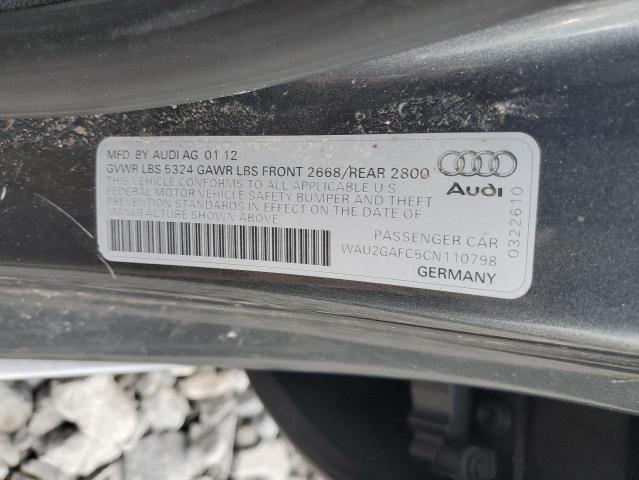 MFD BY AUDI AG 01 12
GVWR LBS 5324 GAWR LBS FRONT 2668/REAR 2800
THIS VEHICLE CONFORMS TO ALL APPLICABLE U S
FEDERAL MOTOR VEHICLE SAFETY BUMPER AND THEFT
PREVENTION STANDARDS IN EFFECT ON THE DATE OF
MANUFACTURE SHOWN ABOVE
Audi
PASSENGER CAR
WAU2GAFC5CN110798
GERMANY
0322610